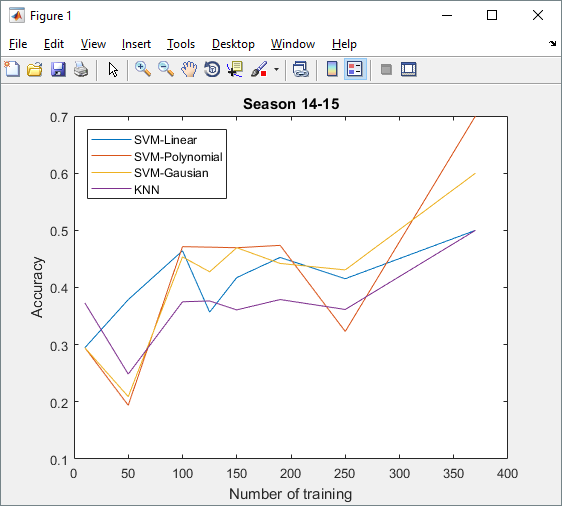 Figure 1
File Edit View Insert Tools Desktop Window Help
Season 14-15
SVM-Linear
SVM-Polynomial
SVM-Gausian
KNN
Accuracy
0.7
0.6
0.5
0.4
0.3
0.2
0.1
0 50 100 150 200 250 300 350 400
Number of training